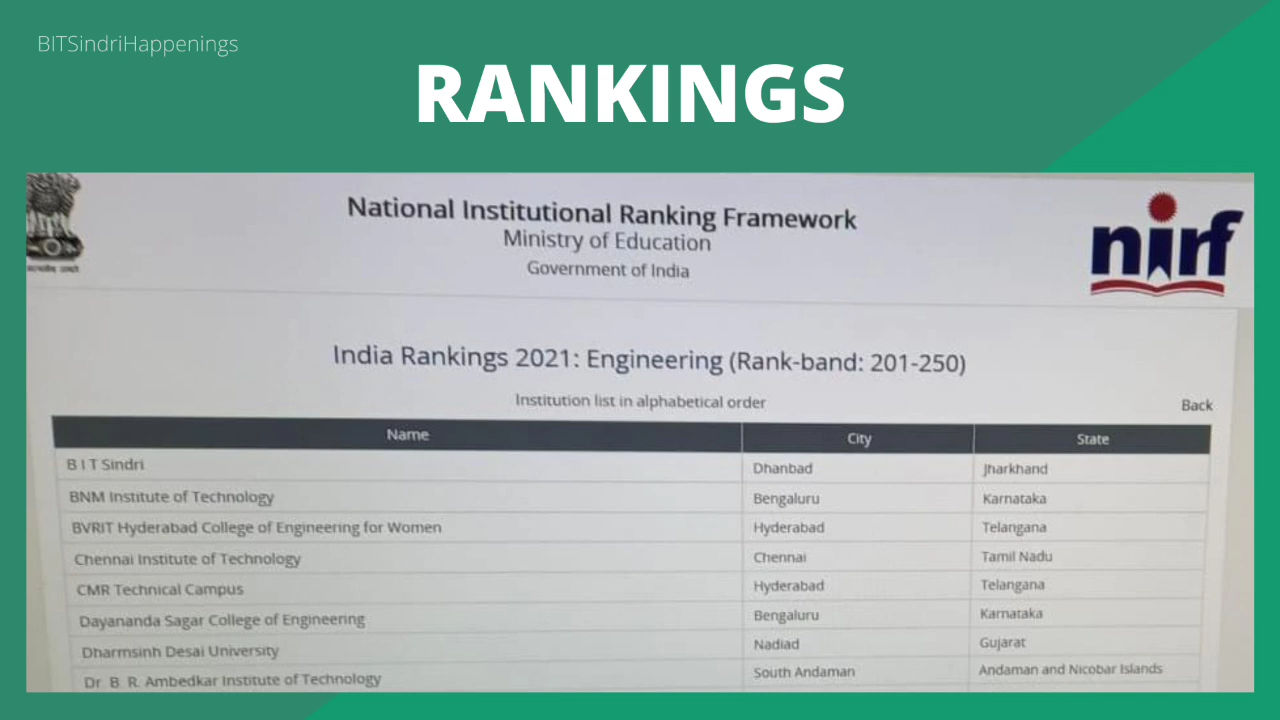 BITSindriHappenings
RANKINGS
National Institutional Ranking Framework
Ministry of Education
Government of India
nirf
India Rankings 2021: Engineering (Rank-band: 201-250)
Institution list in alphabetical order
Back
Name City State
B I T Sindri Dhanbad Jharkhand
BNM Institute of Technology Bengaluru Karnataka
BVRIT Hyderabad College of Engineering for Women Hyderabad Telangana
Chennai Institute of Technology Chennai Tamil Nadu
CMR Technical Campus Hyderabad Telangana
Dayananda Sagar College of Engineering Bengaluru Karnataka
Dharmsinh Desai University Nadiad Gujarat
Dr. B. R. Ambedkar Institute of Technology South Andaman Andaman and Nicobar Islands